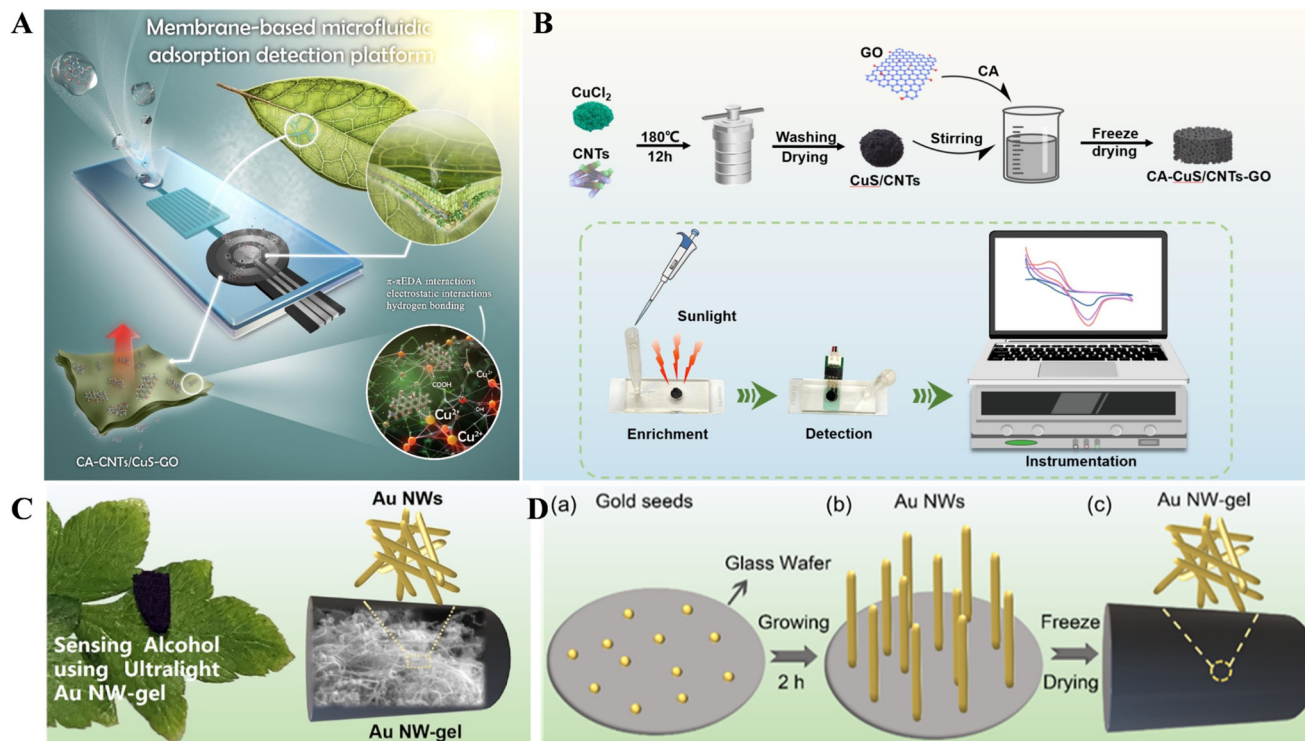 A
Membrane-based microfluidic
adsorption detection platform
π-πEDA interactions
electrostatic interactions
hydrogen bonding
COOH
Cu²⁺
OH
Cu²⁺
Cu²⁺
CA-CNTs/CuS-GO
B
GO
CA
CuCl₂
CNTs
180℃
12h
Washing
Drying
CuS/CNTs
Stirring
Freeze
drying
CA-CuS/CNTs-GO
Sunlight
Enrichment
Detection
Instrumentation
C
Au NWs
Sensing Alcohol
using Ultralight
Au NW-gel
Au NW-gel
D
(a)
Gold seeds
Glass Wafer
Growing
2 h
(b)
Au NWs
Freeze
Drying
(c)
Au NW-gel